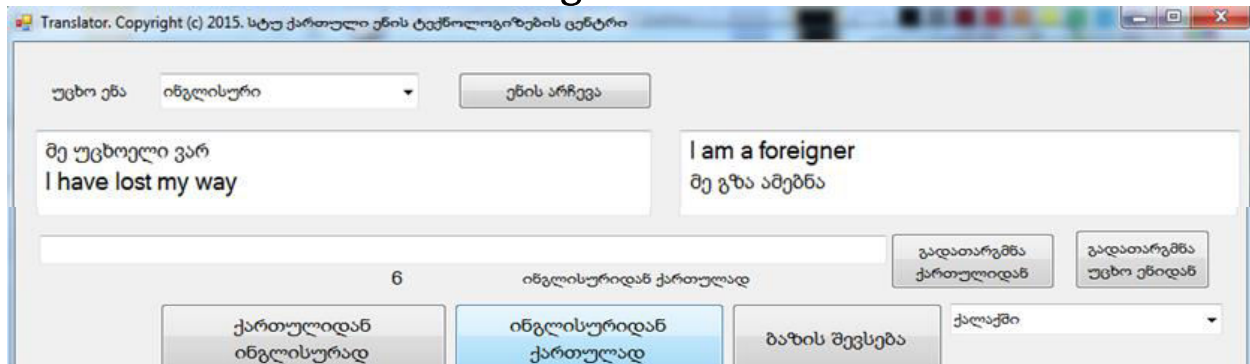 Translator. Copyright (c) 2015. სტუ ქართული ენის ტექნოლოგიზების ცენტრი
უცხო ენა ინგლისური ენის არჩევა
მე უცხოელი ვარ
I have lost my way
I am a foreigner
მე გზა ამებნა
გადათარგმნა
ქართულიდან
გადათარგმნა
უცხო ენიდან
6 ინგლისურიდან ქართულად
ქართულიდან
ინგლისურად
ინგლისურიდან
ქართულად
ბაზის შევსება
ქალაქში